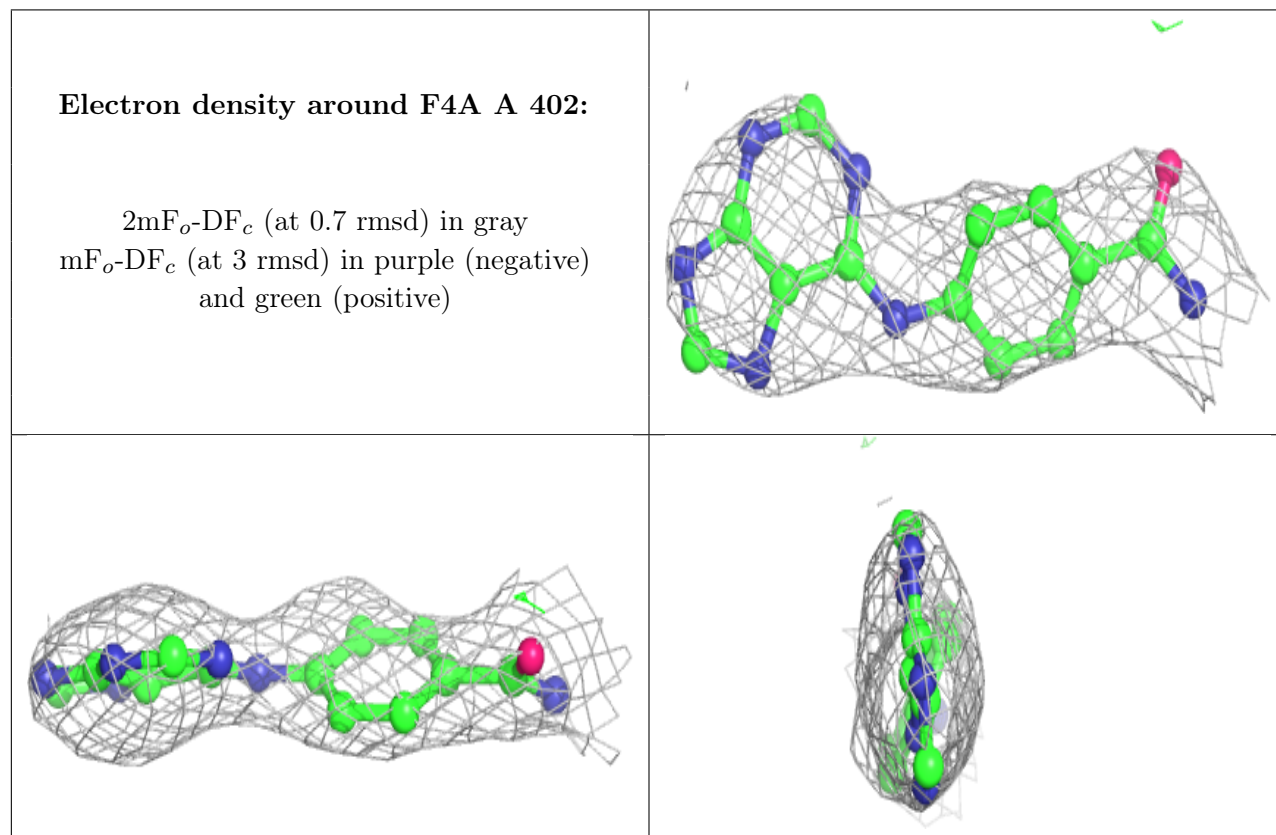 Electron density around F4A A 402:
2mFₒ-DF𝒸 (at 0.7 rmsd) in gray
mFₒ-DF𝒸 (at 3 rmsd) in purple (negative)
and green (positive)